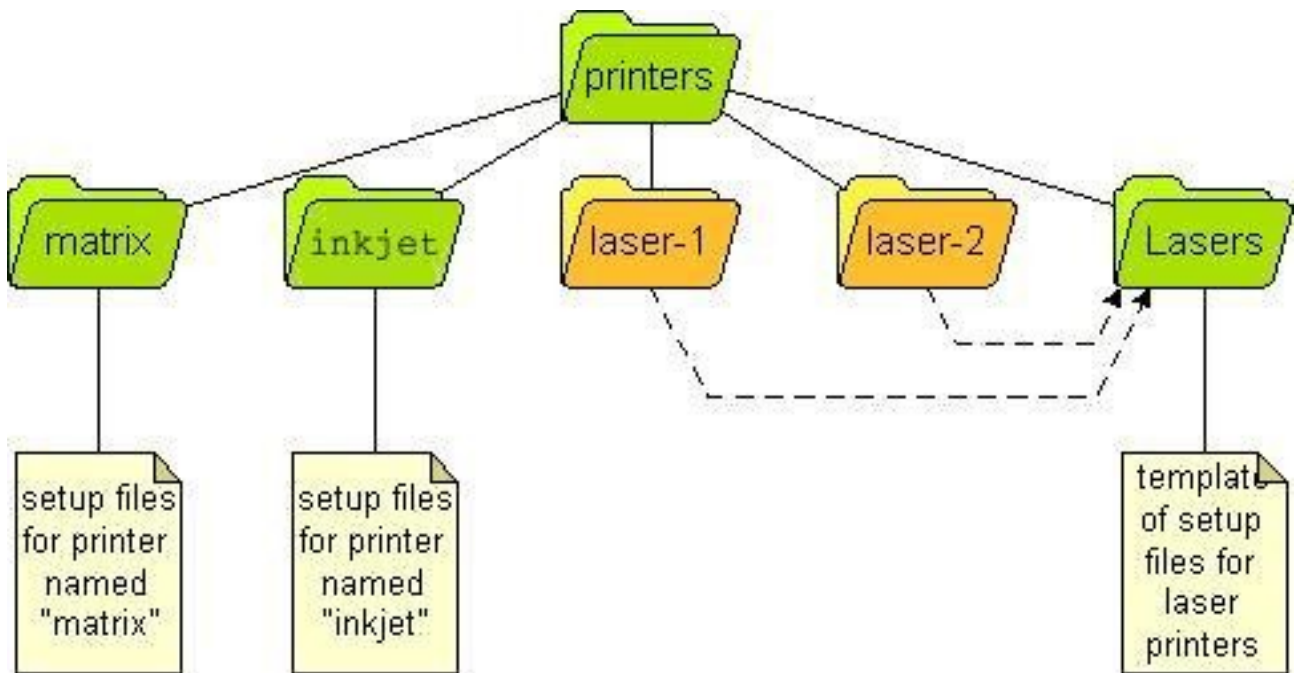 printers
matrix
inkjet
laser-1
laser-2
Lasers
setup files
for printer
named
"matrix"
setup files
for printer
named
"inkjet"
template
of setup
files for
laser
printers